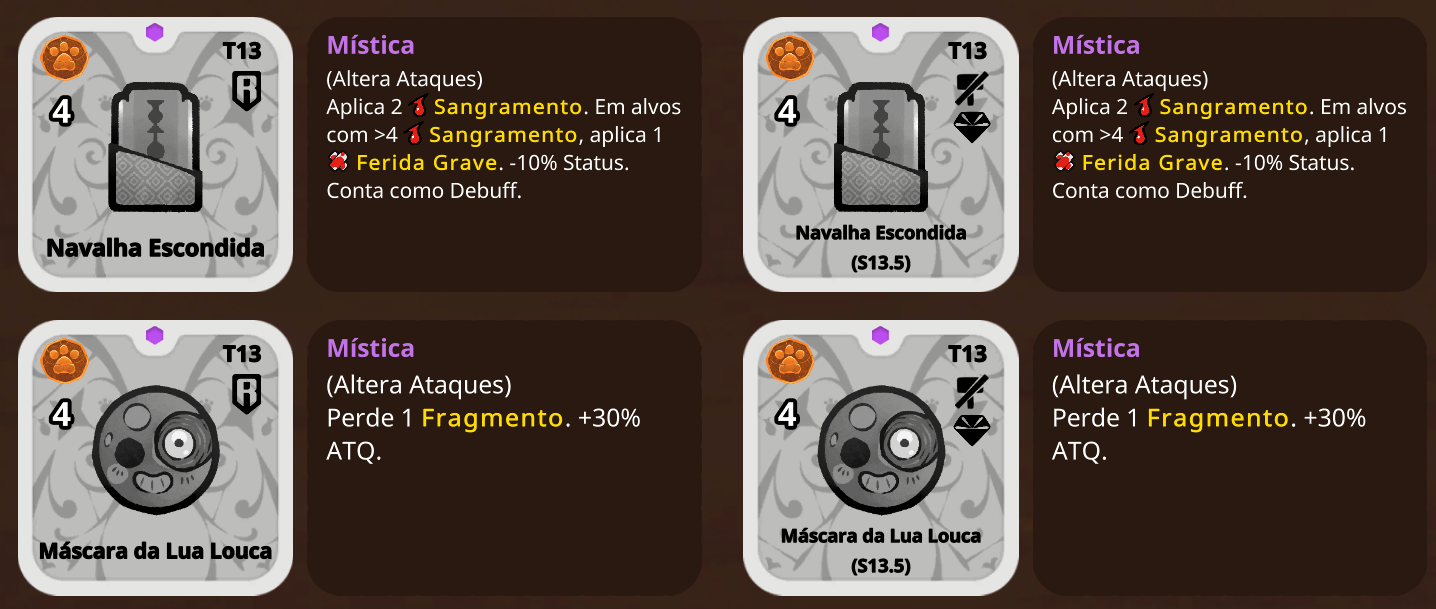 T13
4
Navalha Escondida
Mística
(Altera Ataques)
Aplica 2 Sangramento. Em alvos
com >4 Sangramento, aplica 1
Ferida Grave. -10% Status.
Conta como Debuff.
T13
4
Navalha Escondida
(S13.5)
Mística
(Altera Ataques)
Aplica 2 Sangramento. Em alvos
com >4 Sangramento, aplica 1
Ferida Grave. -10% Status.
Conta como Debuff.
T13
4
Máscara da Lua Louca
Mística
(Altera Ataques)
Perde 1 Fragmento. +30%
ATQ.
T13
4
Máscara da Lua Louca
(S13.5)
Mística
(Altera Ataques)
Perde 1 Fragmento. +30%
ATQ.